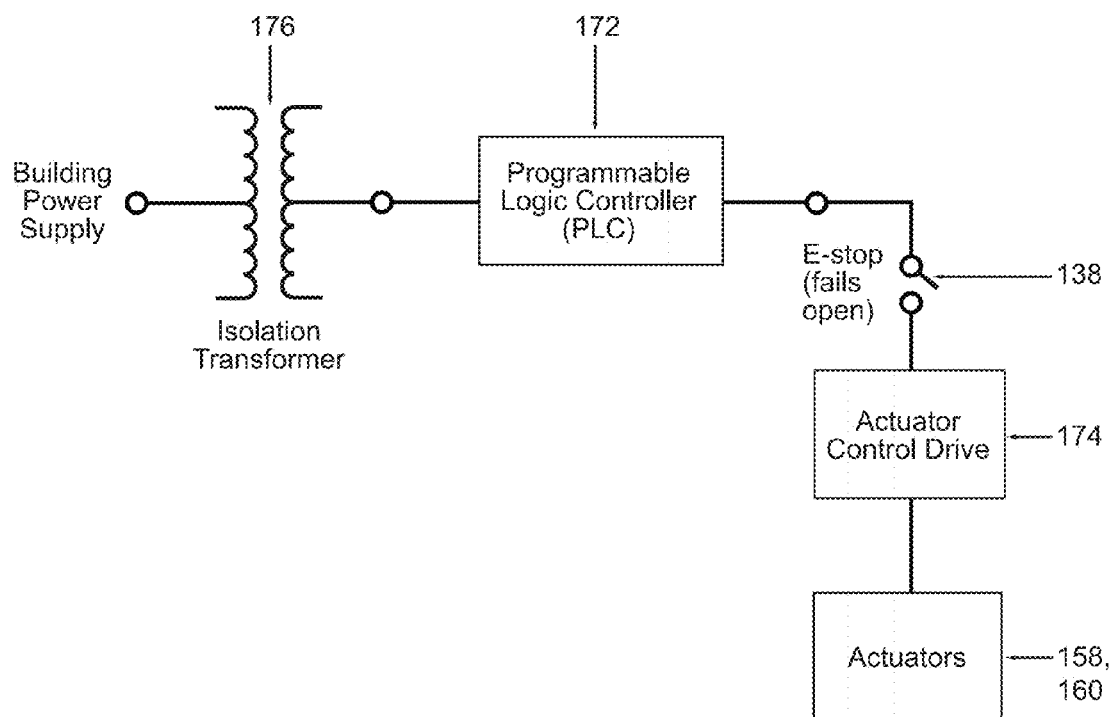 176
172
Building
Power
Supply
Isolation
Transformer
Programmable
Logic Controller
(PLC)
E-stop
(fails
open)
138
Actuator
Control Drive
174
Actuators
158,
160